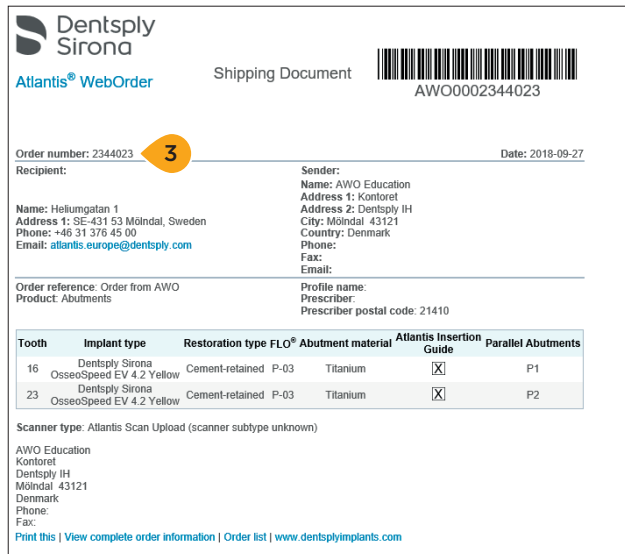 Dentsply
Sirona
Atlantis® WebOrder
Shipping Document
AWO0002344023
Order number: 2344023
3
Date: 2018-09-27
Recipient:
Name: Heliumgatan 1
Address 1: SE-431 53 Mölndal, Sweden
Phone: +46 31 376 45 00
Email: atlantis.europe@dentsply.com
Sender:
Name: AWO Education
Address 1: Kontoret
Address 2: Dentsply IH
City: Mölndal 43121
Country: Denmark
Phone:
Fax:
Email:
Order reference: Order from AWO
Product: Abutments
Profile name:
Prescriber:
Prescriber postal code: 21410
Tooth Implant type Restoration type FLO® Abutment material Atlantis Insertion Guide Parallel Abutments
16 Dentsply Sirona OsseoSpeed EV 4.2 Yellow Cement-retained P-03 Titanium X P1
23 Dentsply Sirona OsseoSpeed EV 4.2 Yellow Cement-retained P-03 Titanium X P2
Scanner type: Atlantis Scan Upload (scanner subtype unknown)
AWO Education
Kontoret
Dentsply IH
Mölndal 43121
Denmark
Phone:
Fax:
Print this | View complete order information | Order list | www.dentsplyimplants.com